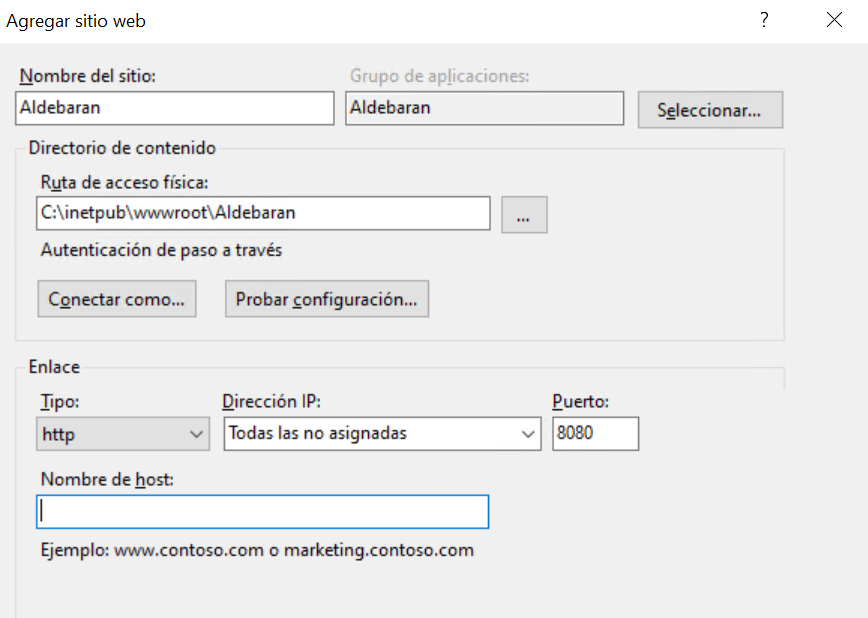 Agregar sitio web ?
Nombre del sitio: Grupo de aplicaciones:
Aldebaran Aldebaran Seleccionar...
Directorio de contenido
Ruta de acceso física:
C:\inetpub\wwwroot\Aldebaran ...
Autenticación de paso a través
Conectar como... Probar configuración...
Enlace
Tipo: Dirección IP: Puerto:
http Todas las no asignadas 8080
Nombre de host:
Ejemplo: www.contoso.com o marketing.contoso.com